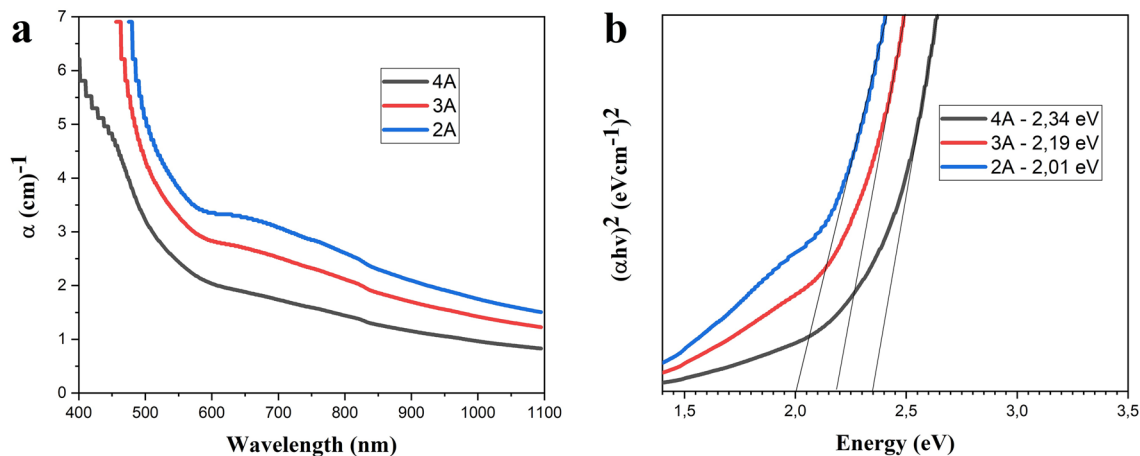 a
α (cm)⁻¹
7
6
5
4
3
2
1
0
4A
3A
2A
400 500 600 700 800 900 1000 1100
Wavelength (nm)
b
(αhν)² (eVcm⁻¹)²
4A - 2,34 eV
3A - 2,19 eV
2A - 2,01 eV
1,5 2,0 2,5 3,0 3,5
Energy (eV)